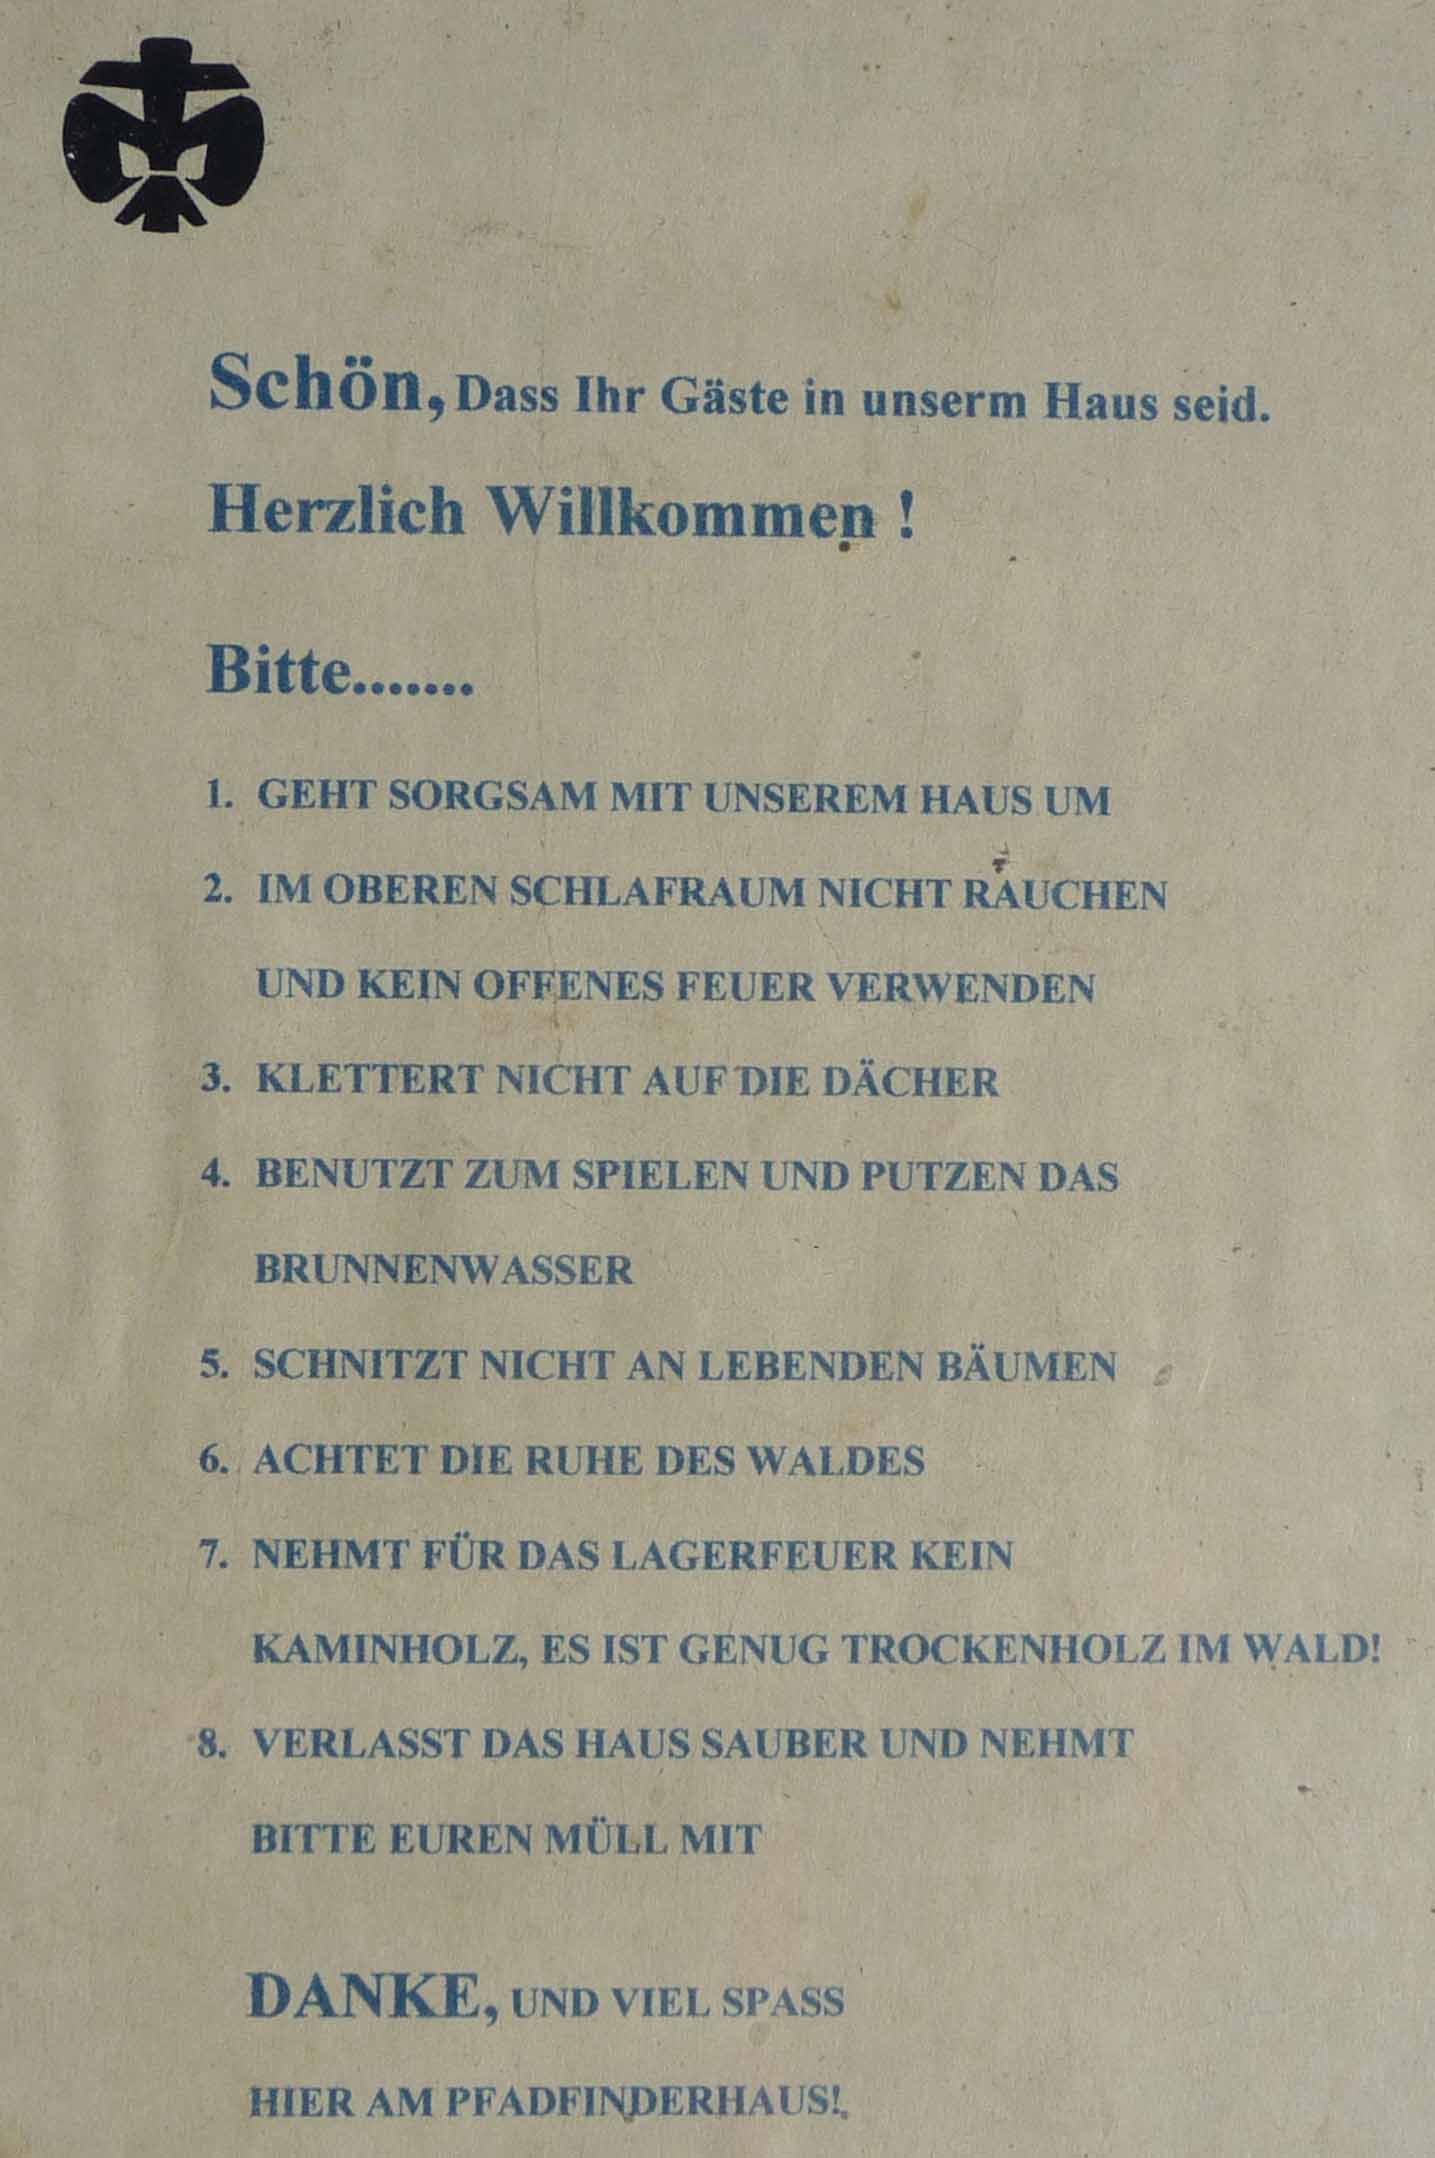 Schön, Dass Ihr Gäste in unserm Haus seid.
Herzlich Willkommen !
Bitte.......
1. GEHT SORGSAM MIT UNSEREM HAUS UM
2. IM OBEREN SCHLAFRAUM NICHT RAUCHEN
UND KEIN OFFENES FEUER VERWENDEN
3. KLETTERT NICHT AUF DIE DÄCHER
4. BENUTZT ZUM SPIELEN UND PUTZEN DAS
BRUNNENWASSER
5. SCHNITZT NICHT AN LEBENDEN BÄUMEN
6. ACHTET DIE RUHE DES WALDES
7. NEHMT FÜR DAS LAGERFEUER KEIN
KAMINHOLZ, ES IST GENUG TROCKENHOLZ IM WALD!
8. VERLASST DAS HAUS SAUBER UND NEHMT
BITTE EUREN MÜLL MIT
DANKE, UND VIEL SPASS
HIER AM PFADFINDERHAUS!